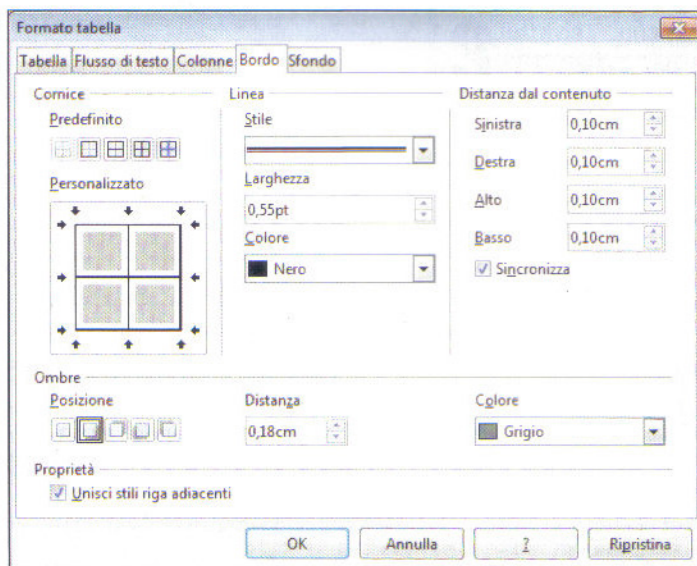 Formato tabella
Tabella Flusso di testo Colonne Bordo Sfondo
Cornice
Predefinito
Personalizzato
Linea
Stile
Larghezza
0,55pt
Colore
Nero
Distanza dal contenuto
Sinistra 0,10cm
Destra 0,10cm
Alto 0,10cm
Basso 0,10cm
Sincronizza
Ombre
Posizione
Distanza
0,18cm
Colore
Grigio
Proprietà
Unisci stili riga adiacenti
OK Annulla ? Ripristina